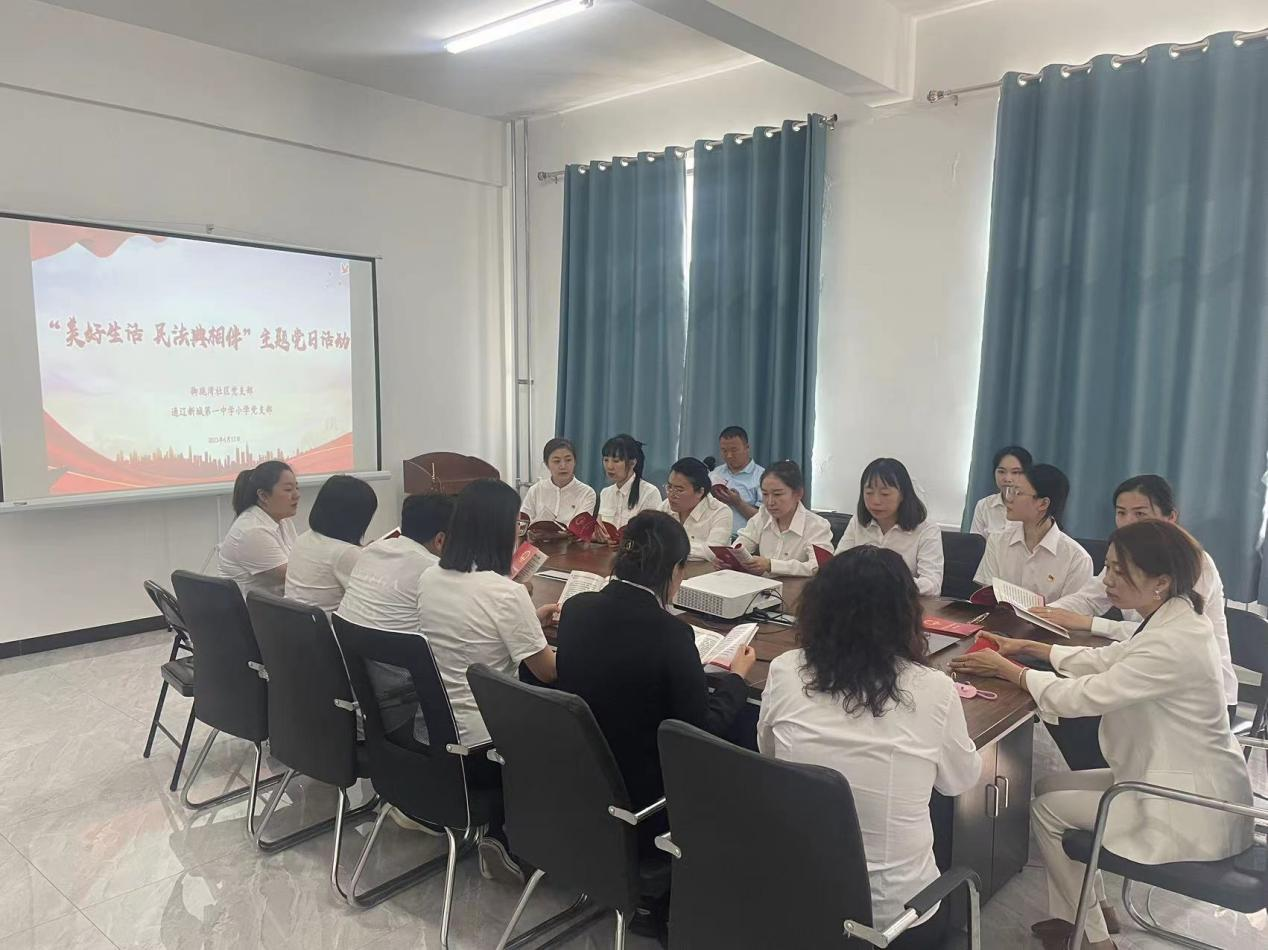 “美好生活 民法典相伴”主题党日活动
御珑湾社区党支部
通辽新城第一中学小学党支部